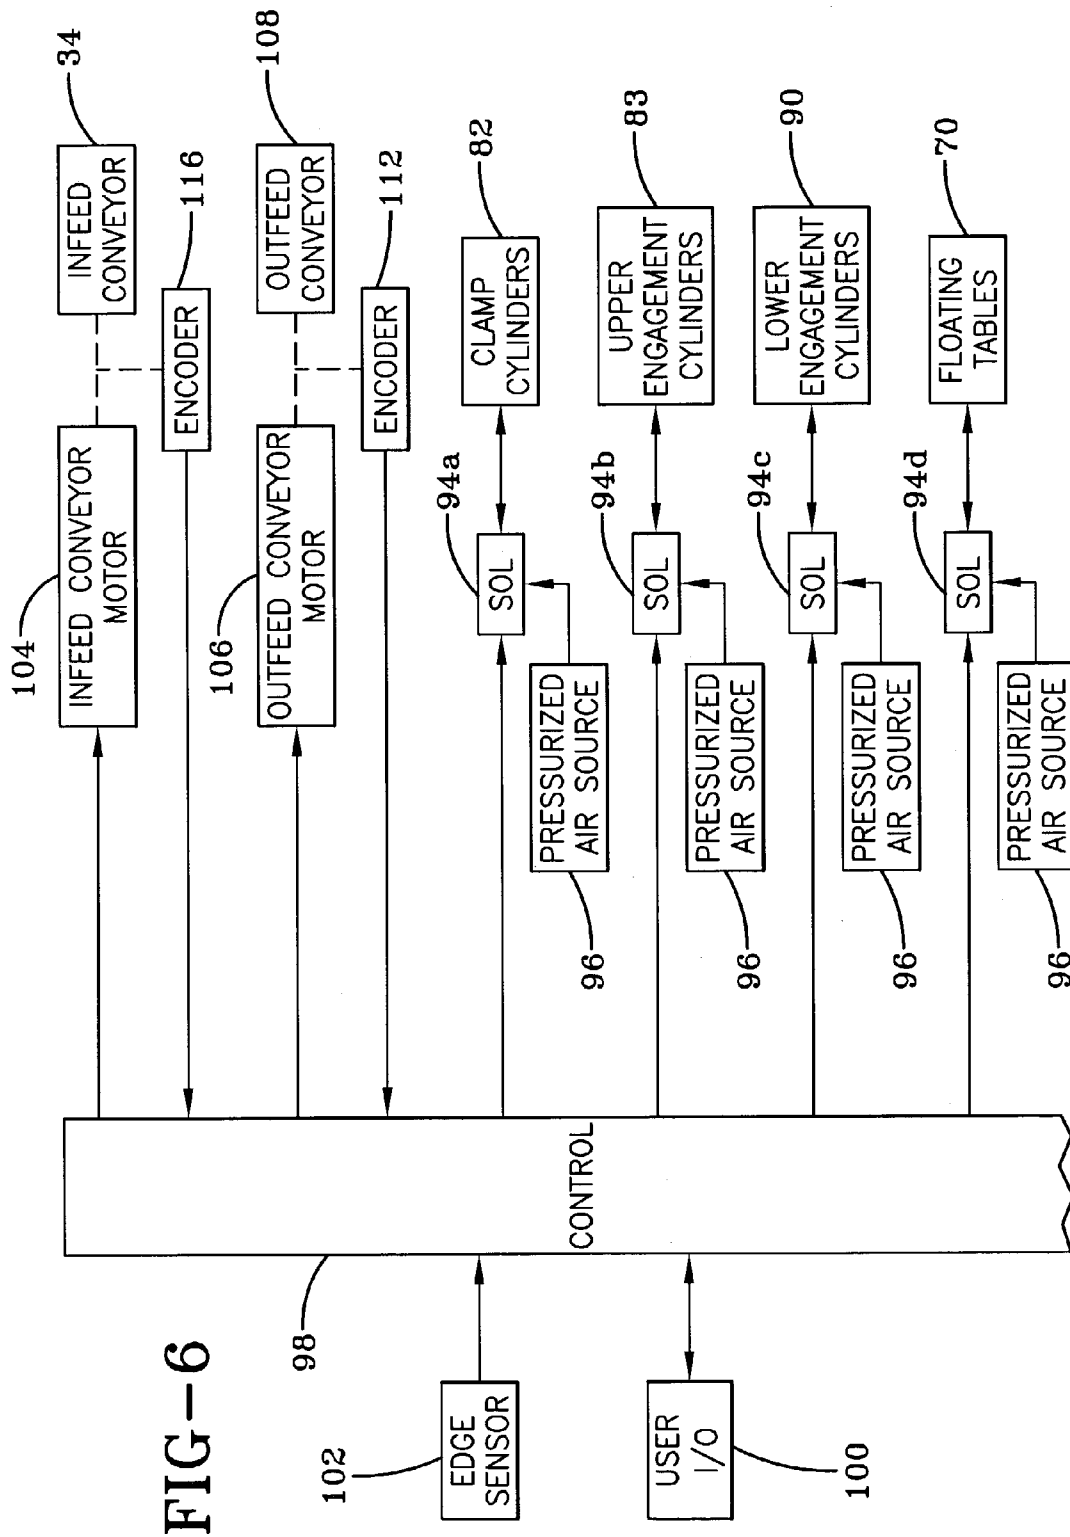 FIG-6
104
INFEED CONVEYOR
MOTOR
INFEED
CONVEYOR
34
ENCODER
116
106
OUTFEED CONVEYOR
MOTOR
OUTFEED
CONVEYOR
108
ENCODER
112
98
CONTROL
102
EDGE
SENSOR
USER
I/O
100
94a
SOL
CLAMP
CYLINDERS
82
PRESSURIZED
AIR SOURCE
96
94b
SOL
UPPER
ENGAGEMENT
CYLINDERS
83
PRESSURIZED
AIR SOURCE
96
94c
SOL
LOWER
ENGAGEMENT
CYLINDERS
90
PRESSURIZED
AIR SOURCE
96
94d
SOL
FLOATING
TABLES
70
PRESSURIZED
AIR SOURCE
96